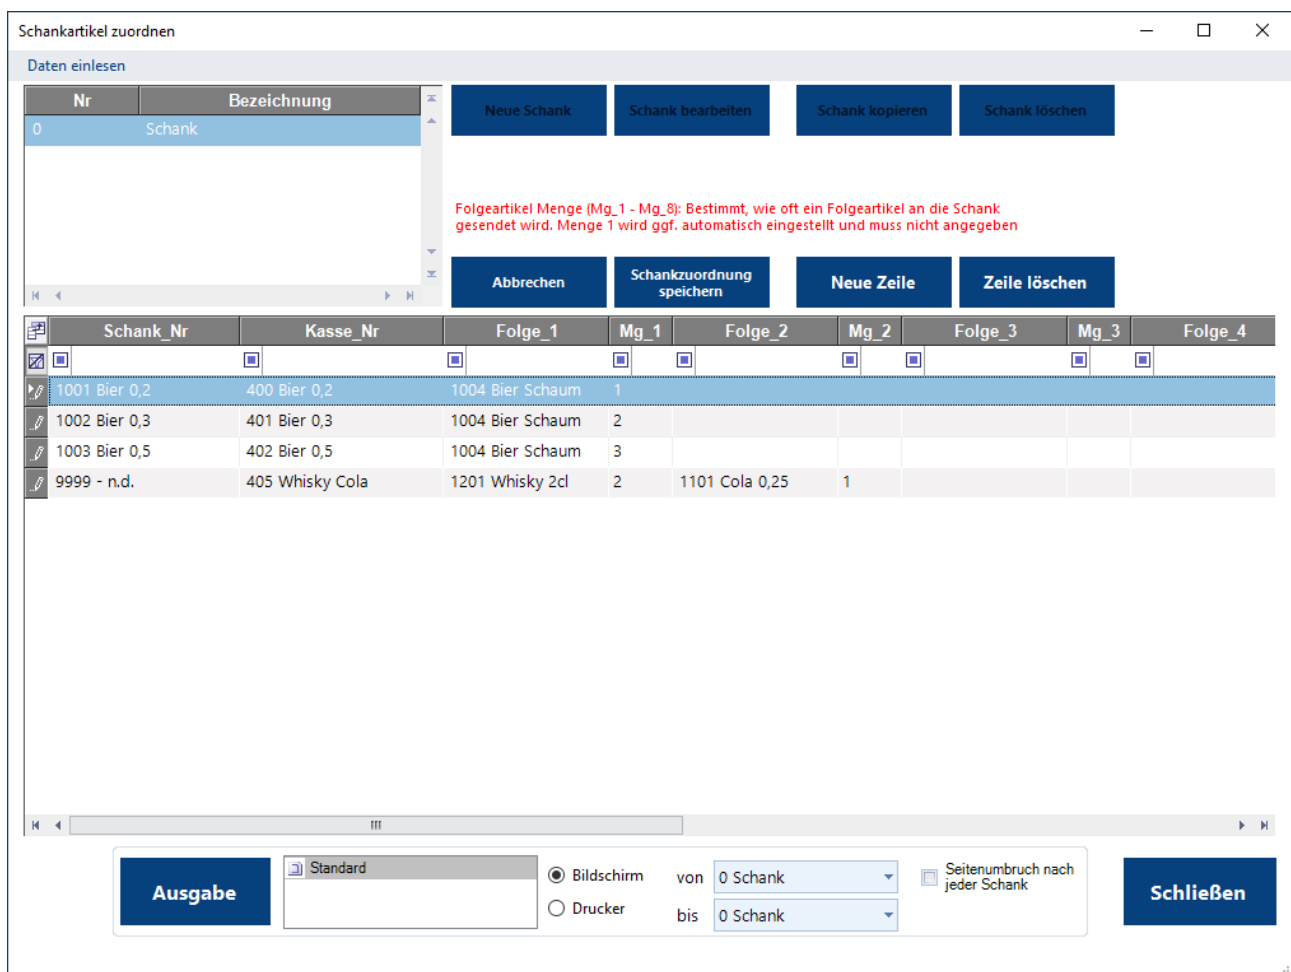 Schankartikel zuordnen
Daten einlesen
Nr Bezeichnung
0 Schank
Neue Schank Schank bearbeiten Schank kopieren Schank löschen
Folgeartikel Menge (Mg_1 - Mg_8): Bestimmt, wie oft ein Folgeartikel an die Schank
gesendet wird. Menge 1 wird ggf. automatisch eingestellt und muss nicht angegeben
Abbrechen
Schankzuordnung
speichern
Neue Zeile Zeile löschen
Schank_Nr Kasse_Nr Folge_1 Mg_1 Folge_2 Mg_2 Folge_3 Mg_3 Folge_4
1001 Bier 0,2 400 Bier 0,2 1004 Bier Schaum 1
1002 Bier 0,3 401 Bier 0,3 1004 Bier Schaum 2
1003 Bier 0,5 402 Bier 0,5 1004 Bier Schaum 3
9999 - n.d. 405 Whisky Cola 1201 Whisky 2cl 2 1101 Cola 0,25 1
Ausgabe
Standard
Bildschirm
Drucker
von 0 Schank
bis 0 Schank
Seitenumbruch nach
jeder Schank
Schließen